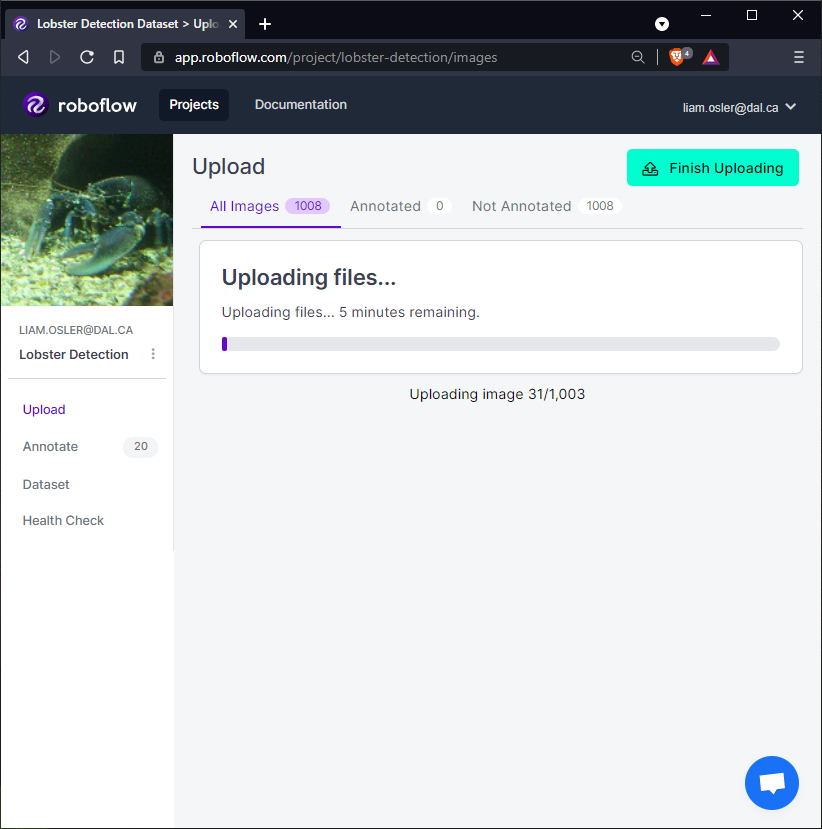 Lobster Detection Dataset > Uplo
app.roboflow.com/project/lobster-detection/images
4
roboflow
Projects
Documentation
liam.osler@dal.ca
Upload
Finish Uploading
All Images 1008
Annotated 0
Not Annotated 1008
Uploading files...
Uploading files... 5 minutes remaining.
Uploading image 31/1,003
LIAM.OSLER@DAL.CA
Lobster Detection
Upload
Annotate 20
Dataset
Health Check